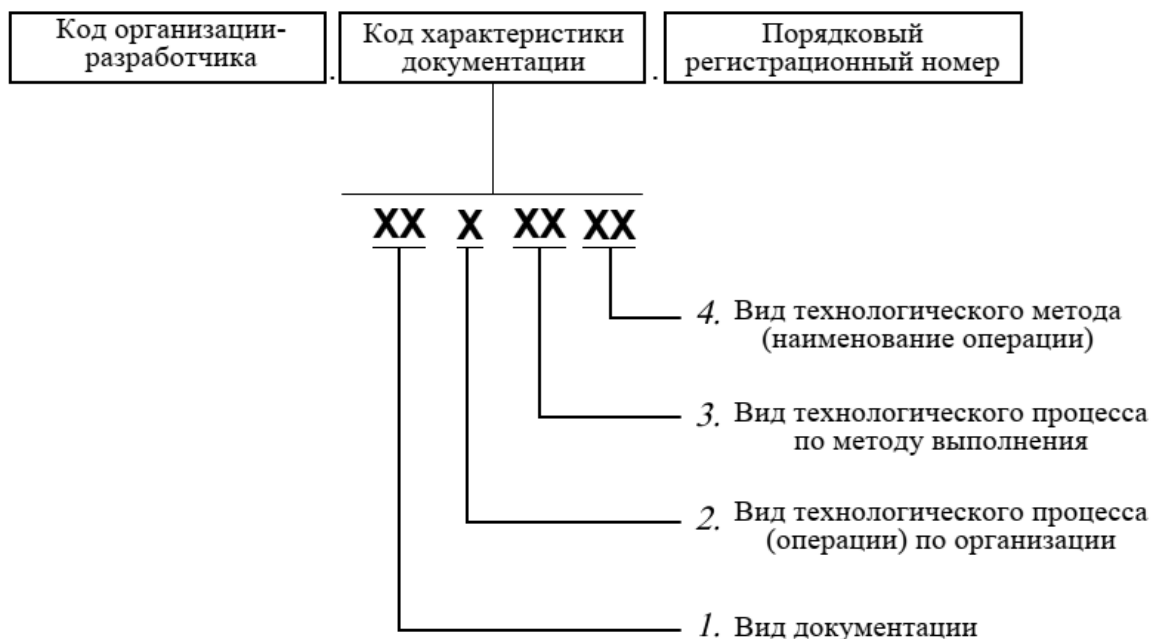 Код организации-
разработчика
.
Код характеристики
документации
.
Порядковый
регистрационный номер
XX X XX XX
4. Вид технологического метода
(наименование операции)
3. Вид технологического процесса
по методу выполнения
2. Вид технологического процесса
(операции) по организации
1. Вид документации